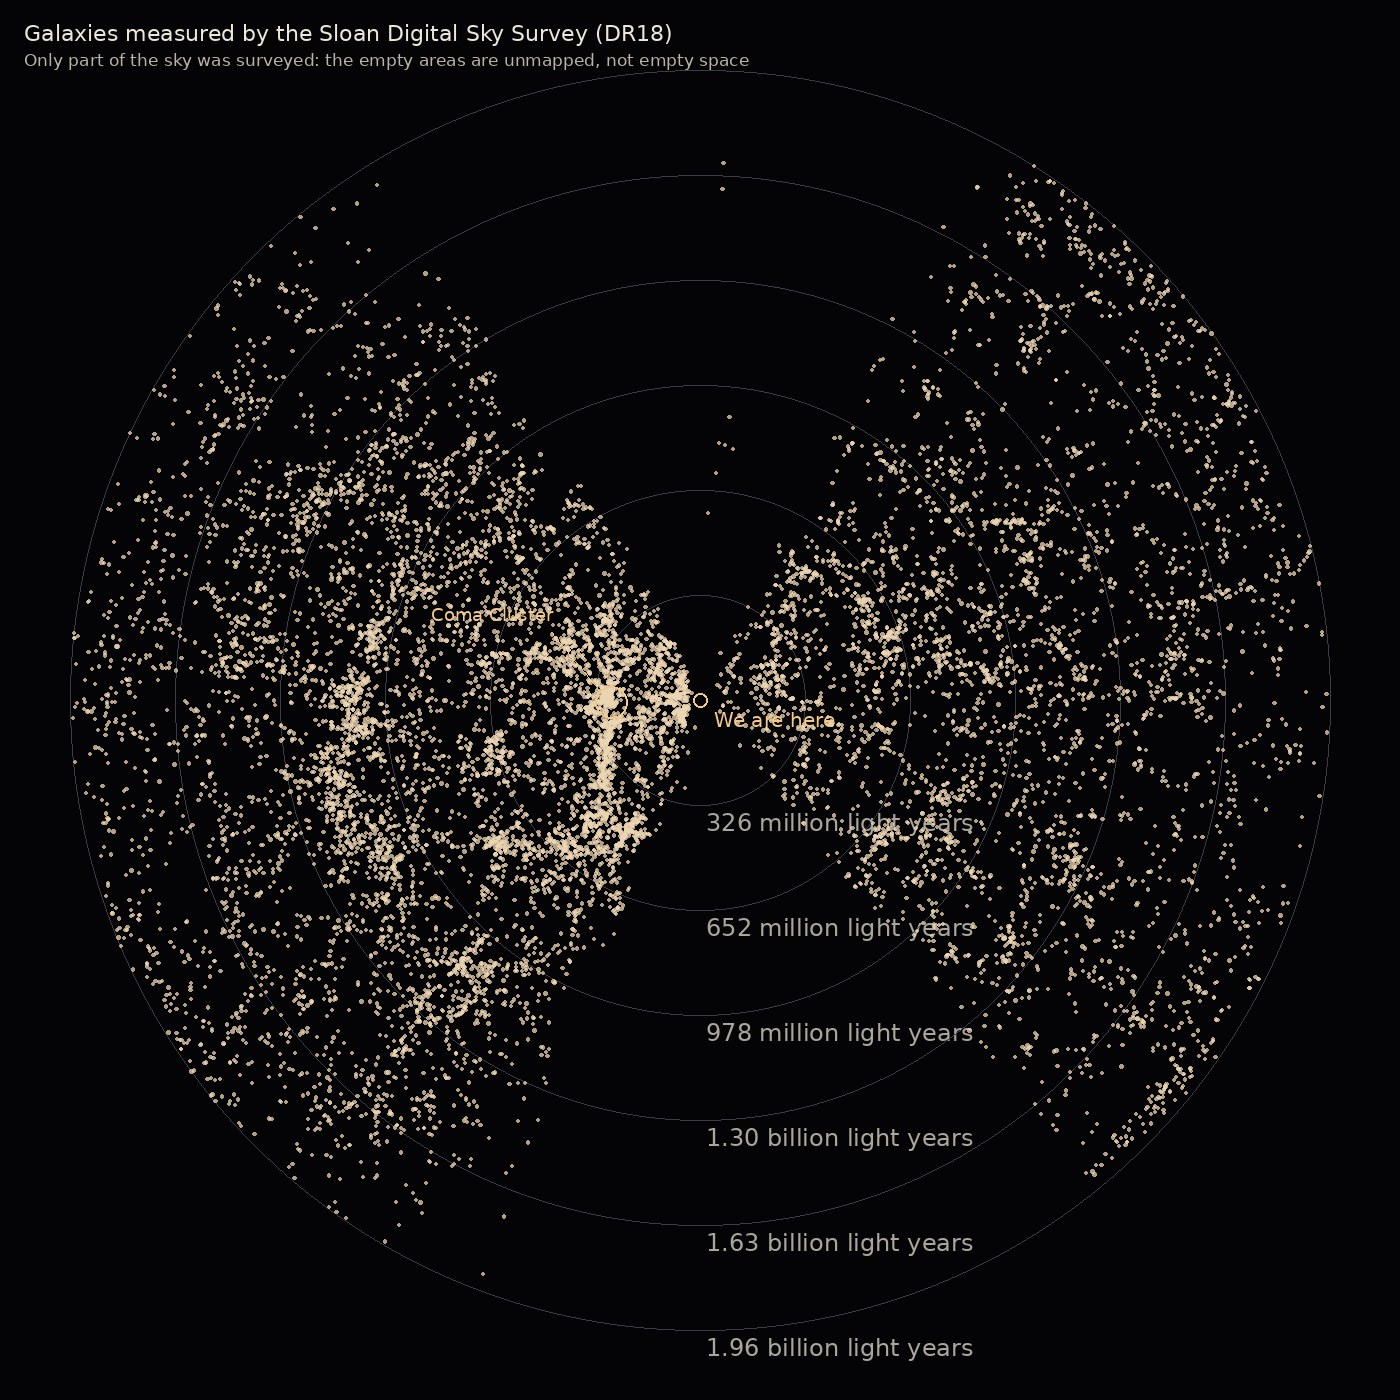 Galaxies measured by the Sloan Digital Sky Survey (DR18)
Only part of the sky was surveyed: the empty areas are unmapped, not empty space
Coma Cluster
We are here
326 million light years
652 million light years
978 million light years
1.30 billion light years
1.63 billion light years
1.96 billion light years